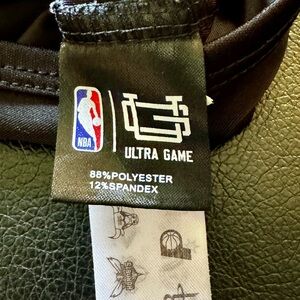 NBA
ULTRA GAME
88% POLYESTER
12% SPANDEX